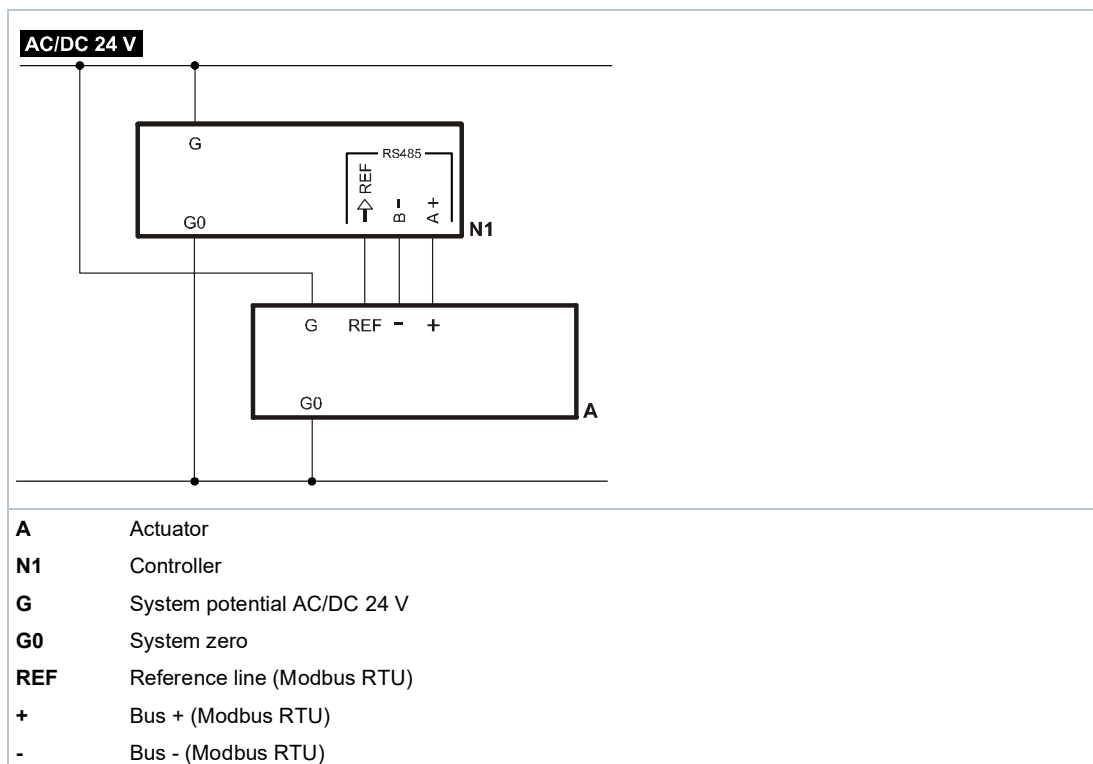 AC/DC 24 V
G
RS485
REF
B -
A +
G0
N1
G REF - +
G0
A
A Actuator
N1 Controller
G System potential AC/DC 24 V
G0 System zero
REF Reference line (Modbus RTU)
+ Bus + (Modbus RTU)
- Bus - (Modbus RTU)